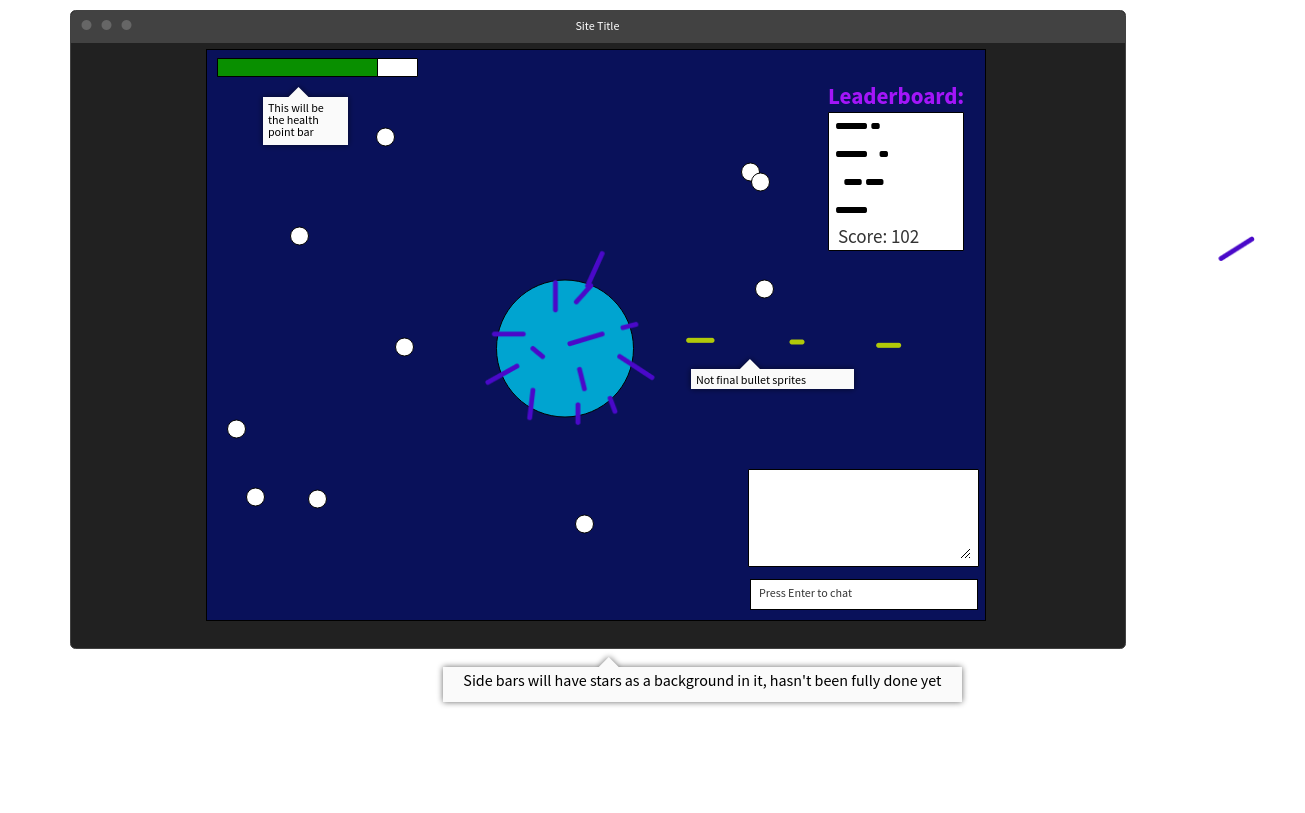 Site Title
This will be
the health
point bar
Leaderboard:
Score: 102
Not final bullet sprites
Press Enter to chat
Side bars will have stars as a background in it, hasn't been fully done yet